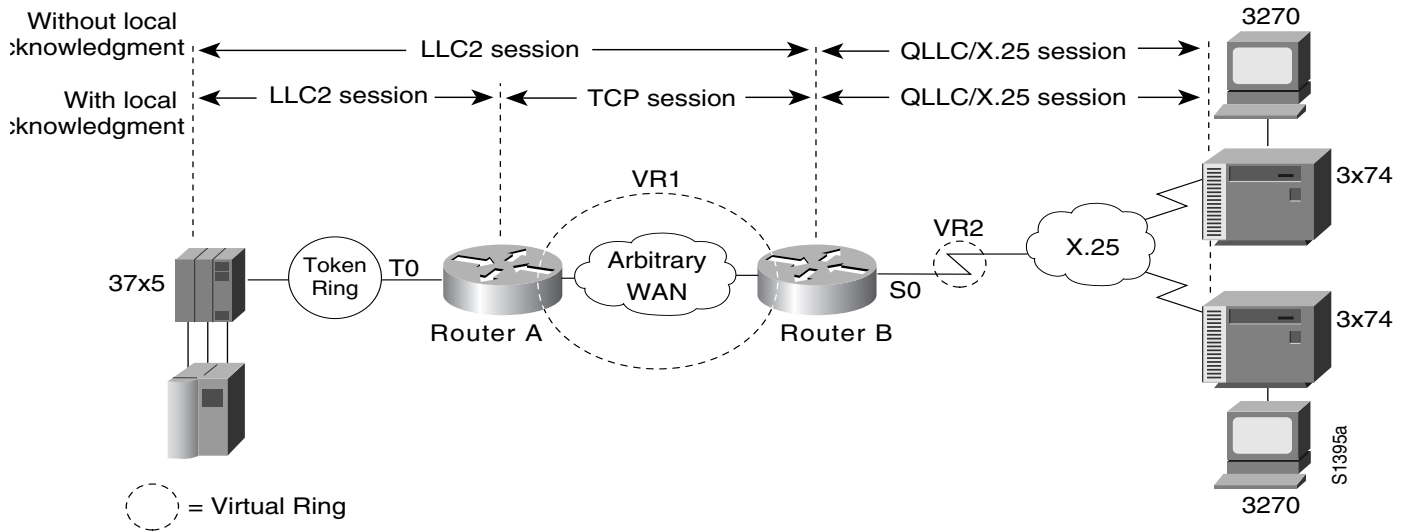 Without local
cknowledgment
LLC2 session
QLLC/X.25 session
3270
With local
cknowledgment
LLC2 session
TCP session
QLLC/X.25 session
VR1
3x74
VR2
37x5
Token
Ring
T0
Arbitrary
WAN
S0
X.25
Router A
Router B
3x74
= Virtual Ring
3270
S1395a